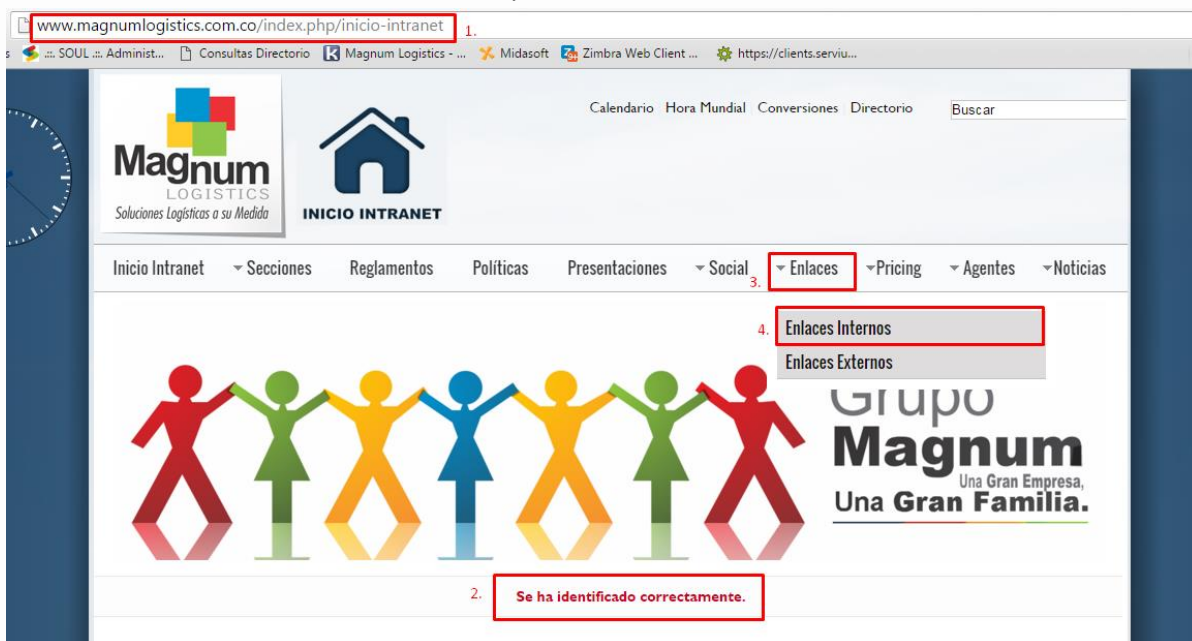 www.magnumlogistics.com.co/index.php/inicio-intranet
1.
s .::. SOUL .::. Administ... Consultas Directorio Magnum Logistics - ... Midasoft Zimbra Web Client ... https://clients.serviu...
Calendario Hora Mundial Conversiones Directorio Buscar
Magnum
LOGISTICS
Soluciones Logísticas a su Medida
INICIO INTRANET
Inicio Intranet Secciones Reglamentos Políticas Presentaciones Social 3. Enlaces Pricing Agentes Noticias
4. Enlaces Internos
Enlaces Externos
Grupo
Magnum
Una Gran Empresa,
Una Gran Familia.
2. Se ha identificado correctamente.